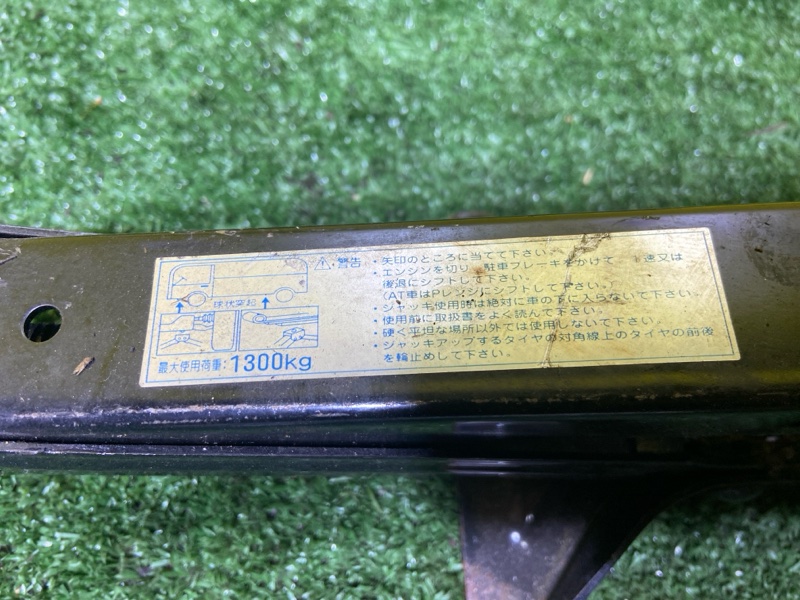 球状突起
最大使用荷重:1300kg
⚠警告
・矢印のところに当てて下さい。
・エンジンを切り 駐車ブレーキをかけて 速又は
後退にシフトして下さい。
(AT車はPレンジにシフトして下さい。
・ジャッキ使用時は絶対に車の下に入らないで下さい。
・使用前に取扱書をよく読んで下さい。
・硬く平坦な場所以外では使用しないで下さい。
・ジャッキアップするタイヤの対角線上のタイヤの前後
を輪止めして下さい。